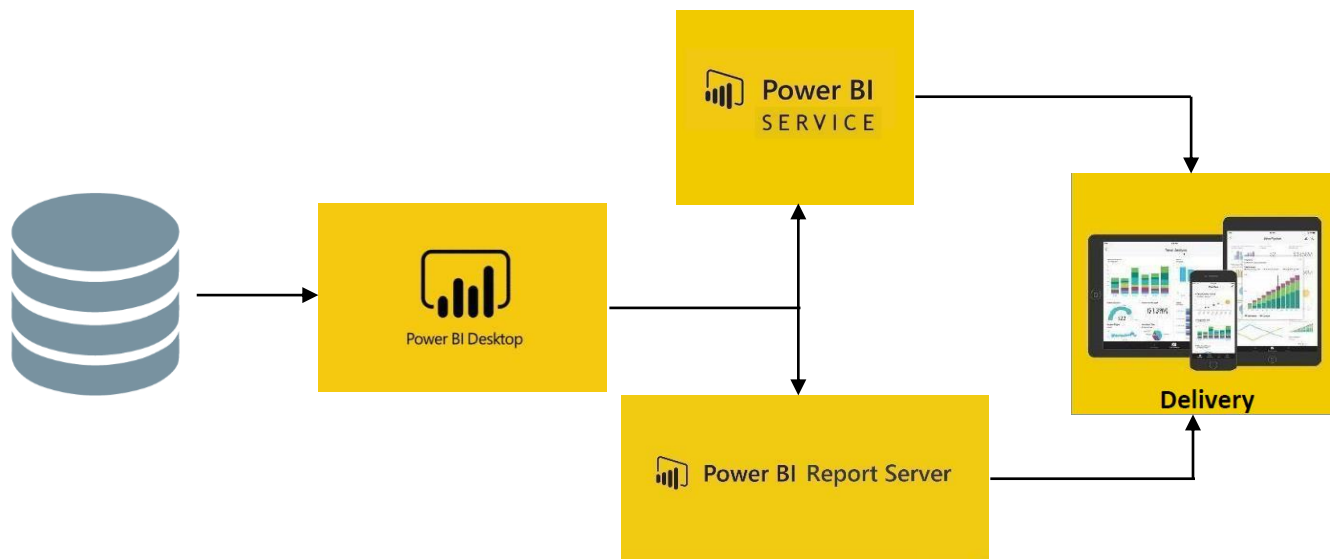 Power BI
SERVICE
Power BI Desktop
Power BI Report Server
Delivery